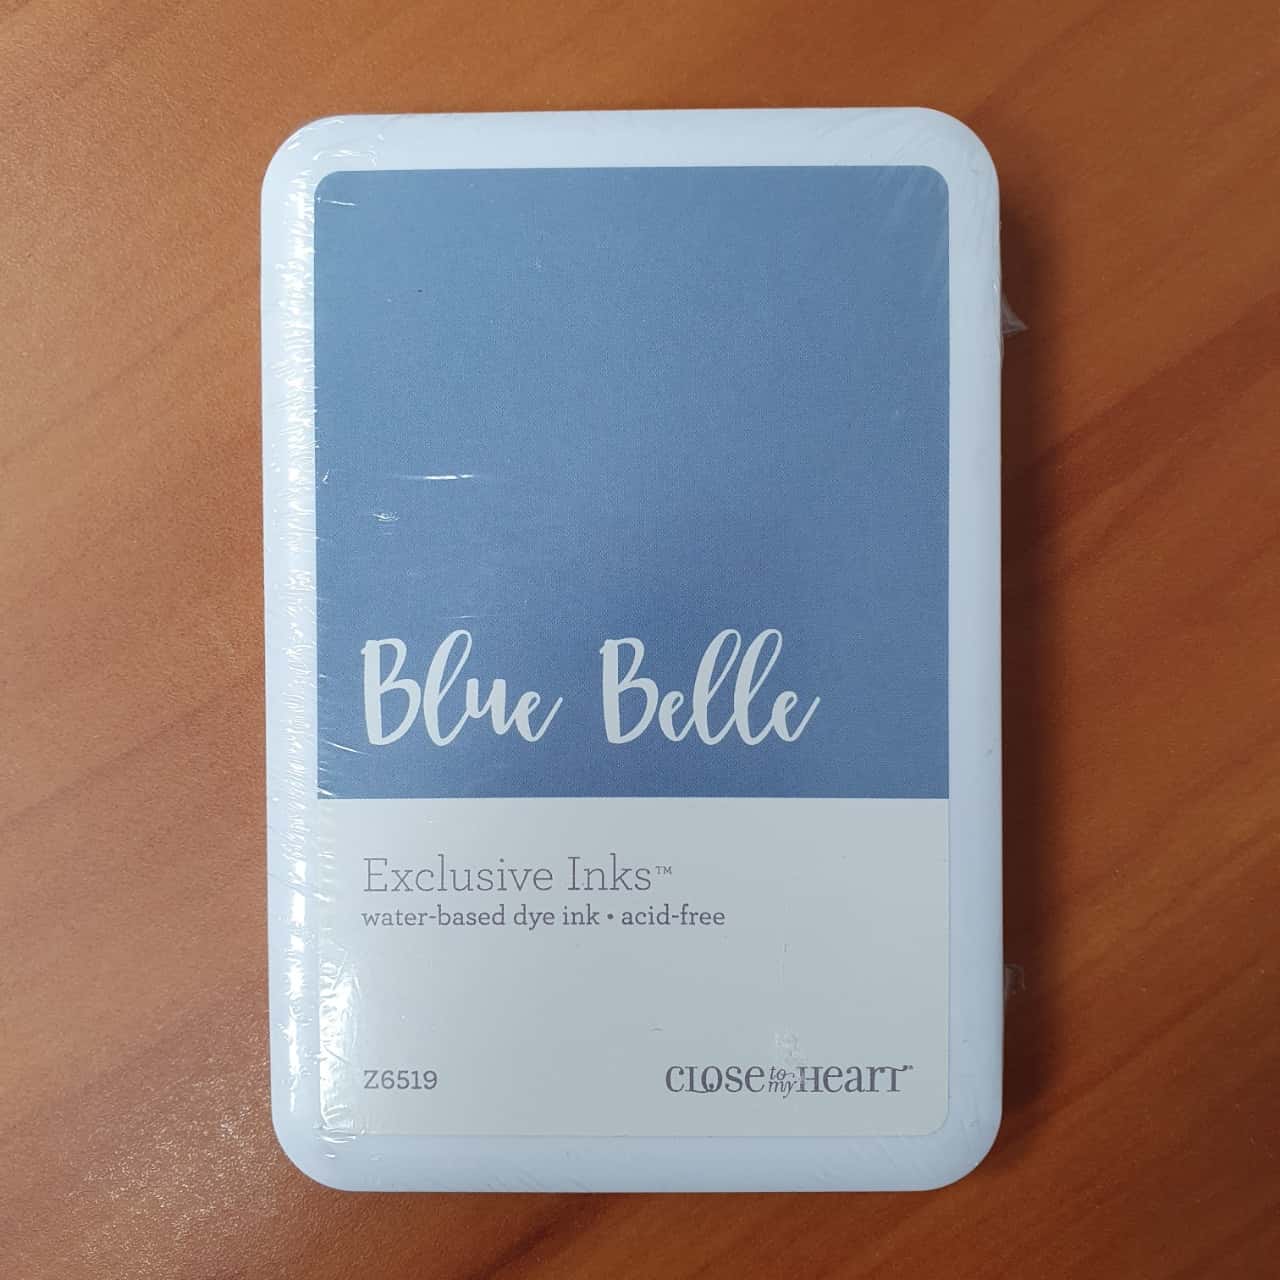 Blue Belle
Exclusive Inks™
water-based dye ink • acid-free
Z6519
CLOSE to my HEART®